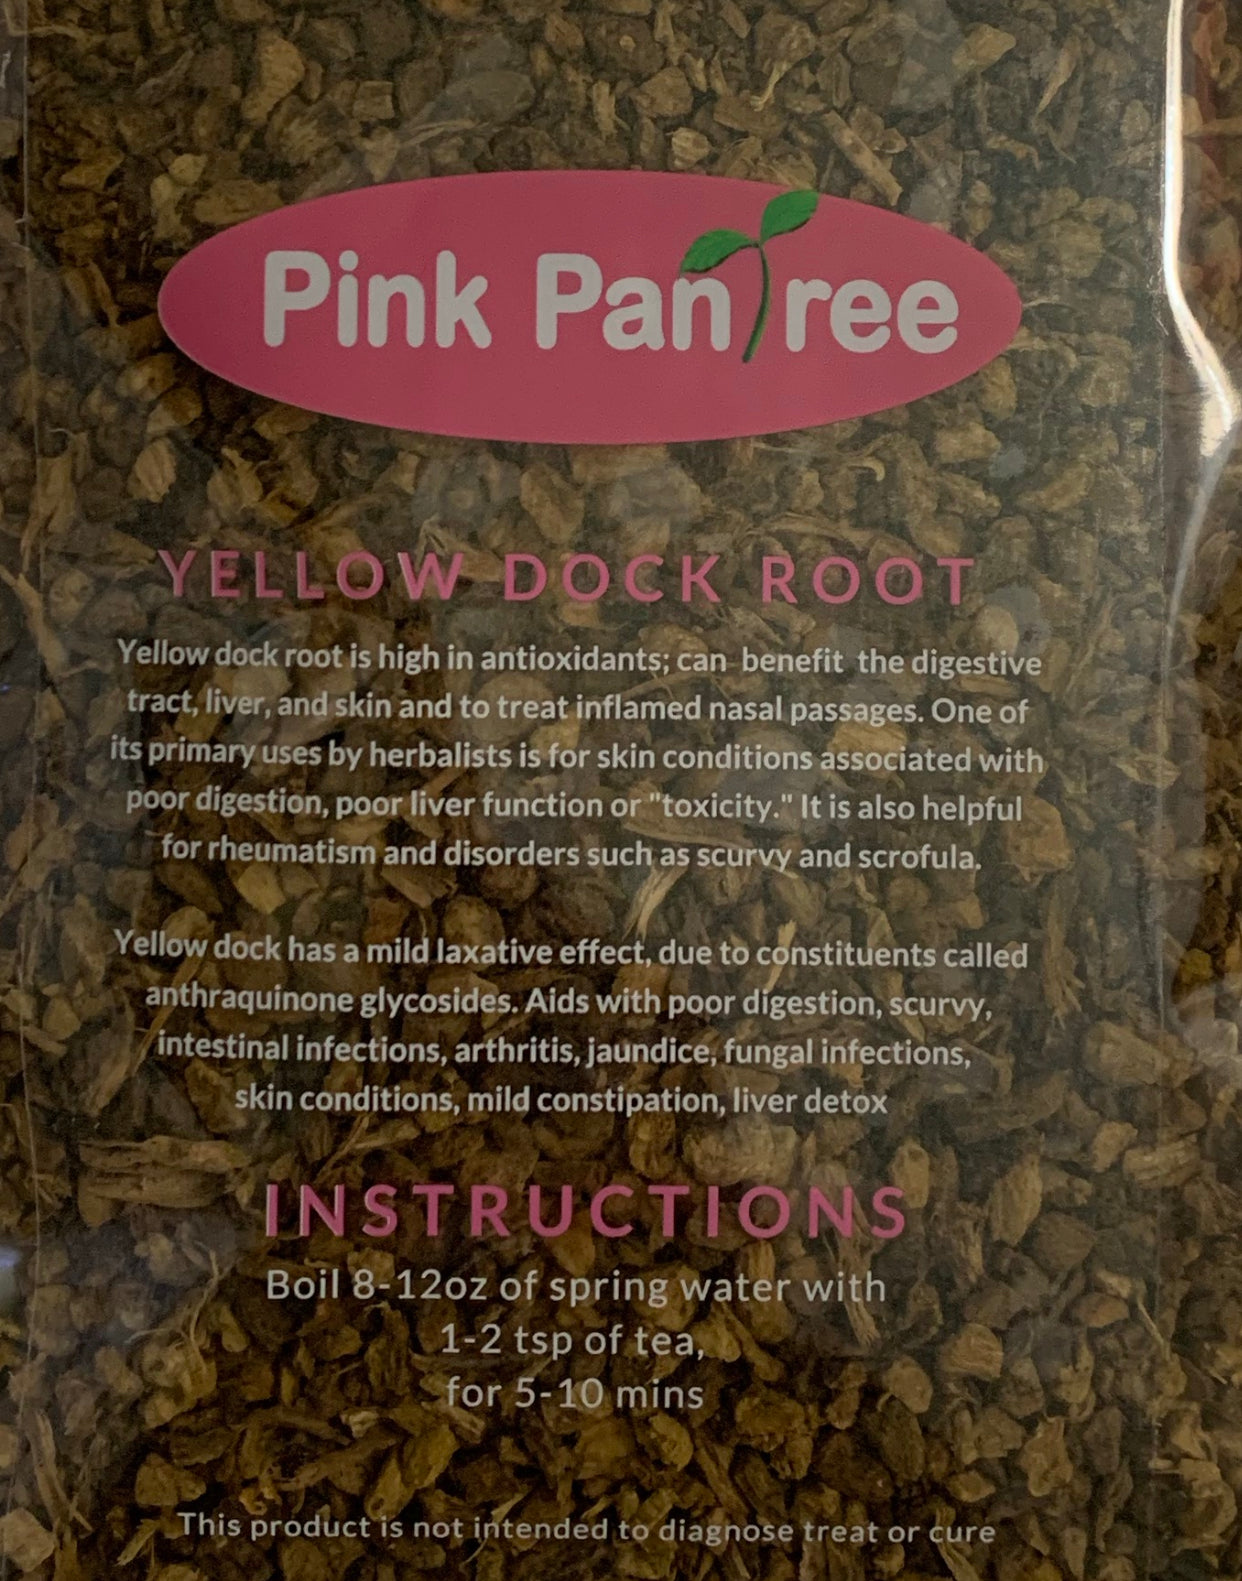 Pink PanTree
YELLOW DOCK ROOT
Yellow dock root is high in antioxidants; can benefit the digestive
tract, liver, and skin and to treat inflamed nasal passages. One of
its primary uses by herbalists is for skin conditions associated with
poor digestion, poor liver function or "toxicity." It is also helpful
for rheumatism and disorders such as scurvy and scrofula.
Yellow dock has a mild laxative effect, due to constituents called
anthraquinone glycosides. Aids with poor digestion, scurvy,
intestinal infections, arthritis, jaundice, fungal infections,
skin conditions, mild constipation, liver detox
INSTRUCTIONS
Boil 8-12oz of spring water with
1-2 tsp of tea,
for 5-10 mins
This product is not intended to diagnose treat or cure